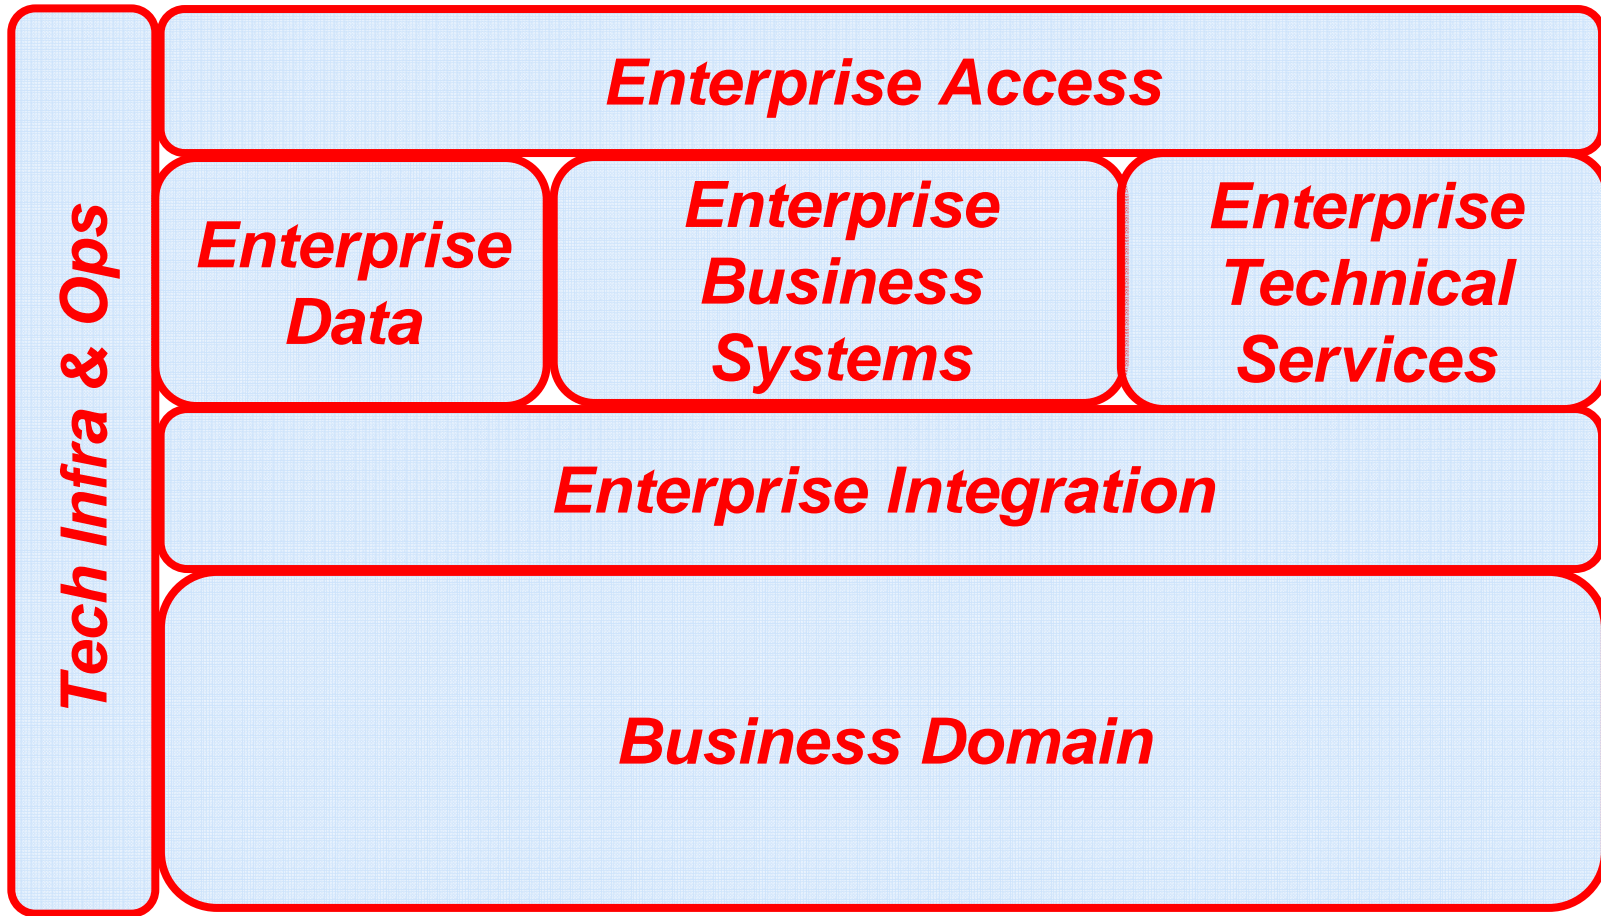 Tech Infra & Ops
Enterprise Access
Enterprise
Data
Enterprise
Business
Systems
Enterprise
Technical
Services
Enterprise Integration
Business Domain